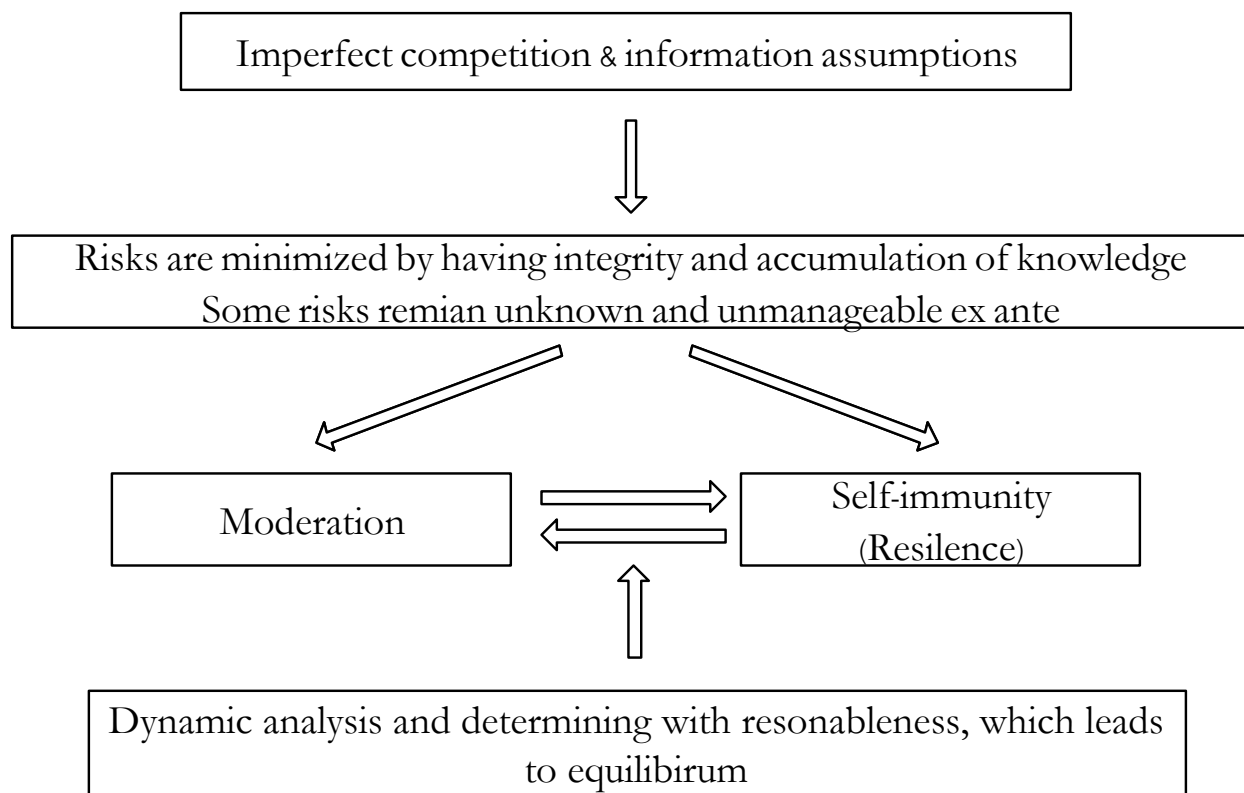 Imperfect competition & information assumptions
Risks are minimized by having integrity and accumulation of knowledge
Some risks remian unknown and unmanageable ex ante
Moderation
Self-immunity
(Resilence)
Dynamic analysis and determining with resonableness, which leads
to equilibirum